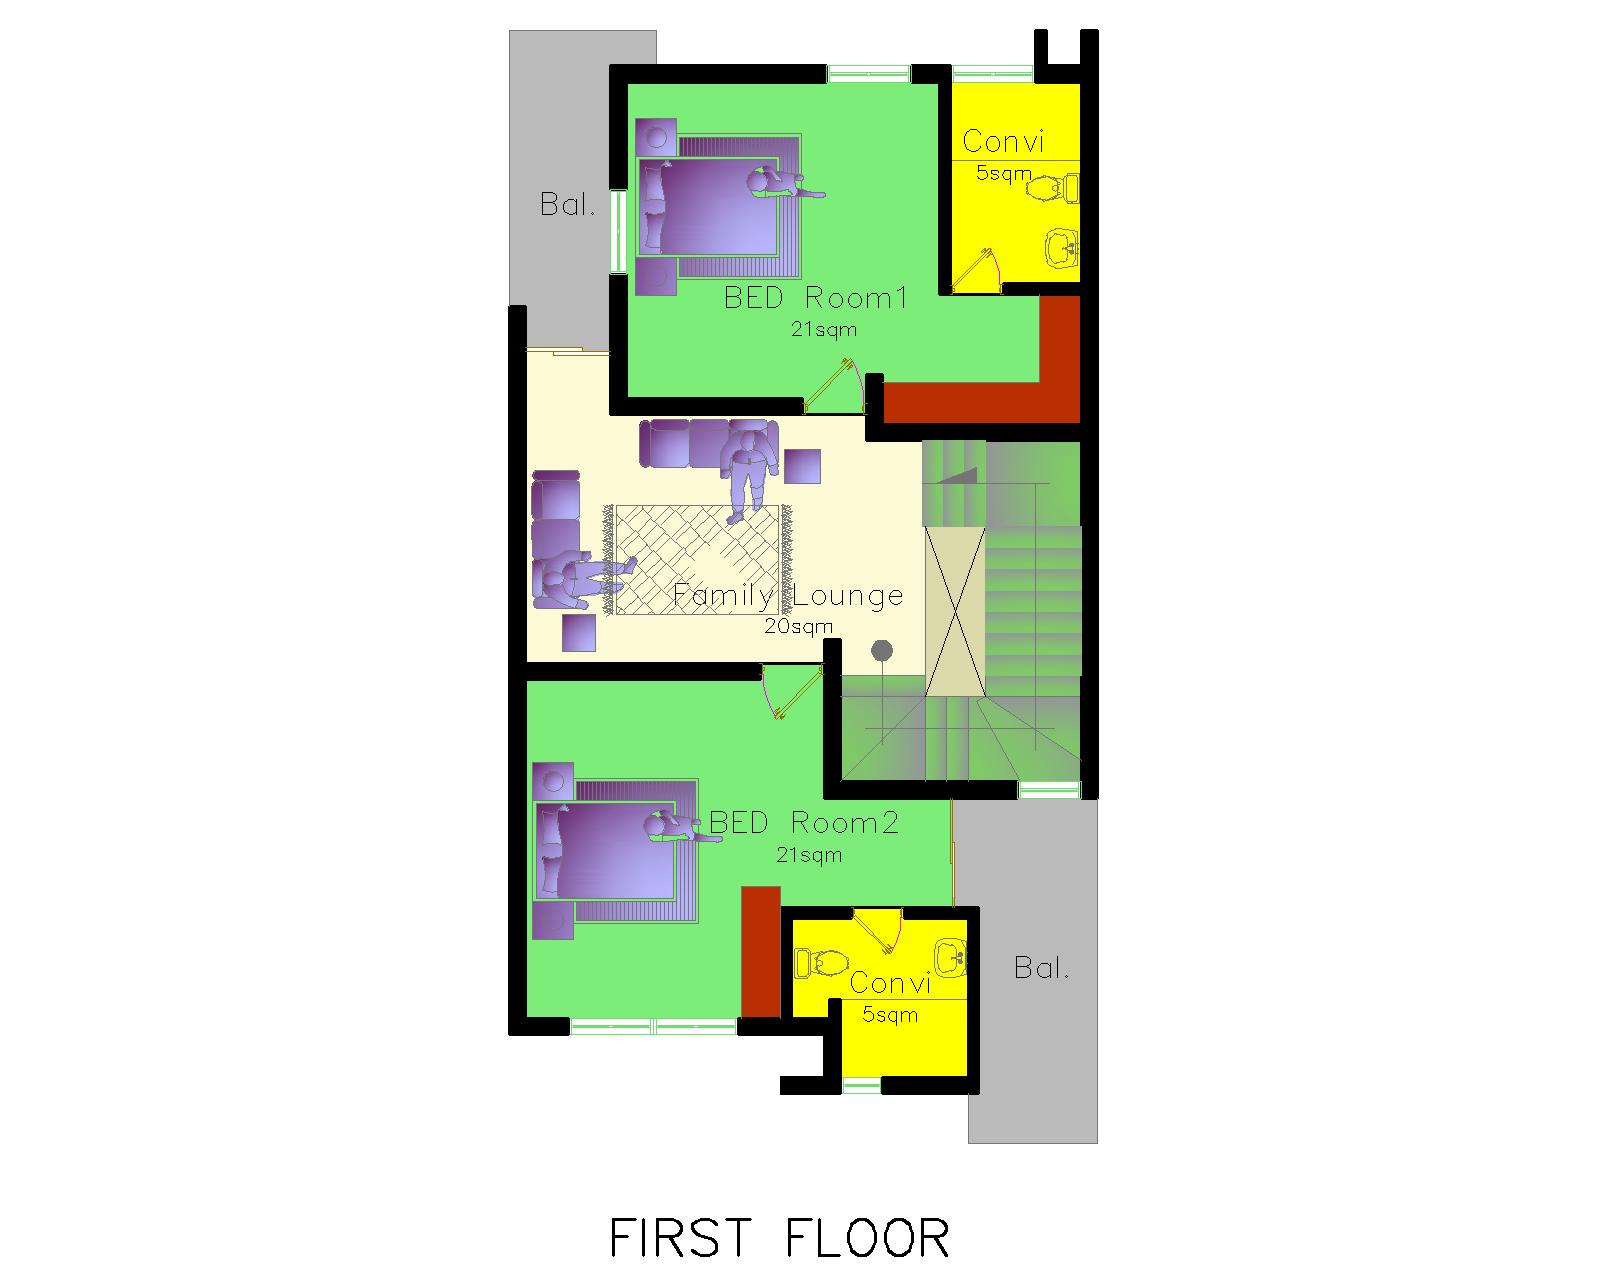 Convi
5sqm
Bal.
BED Room1
21sqm
Family Lounge
20sqm
BED Room2
21sqm
Bal.
Convi
5sqm
FIRST FLOOR